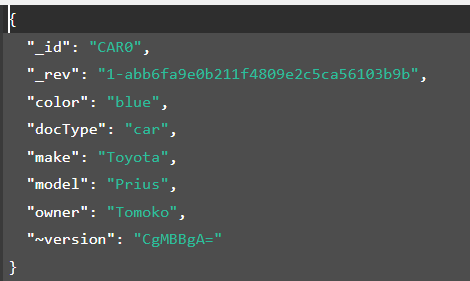 {
"_id": "CAR0",
"_rev": "1-abb6fa9e0b211f4809e2c5ca56103b9b",
"color": "blue",
"docType": "car",
"make": "Toyota",
"model": "Prius",
"owner": "Tomoko",
"~version": "CgMBBgA="
}